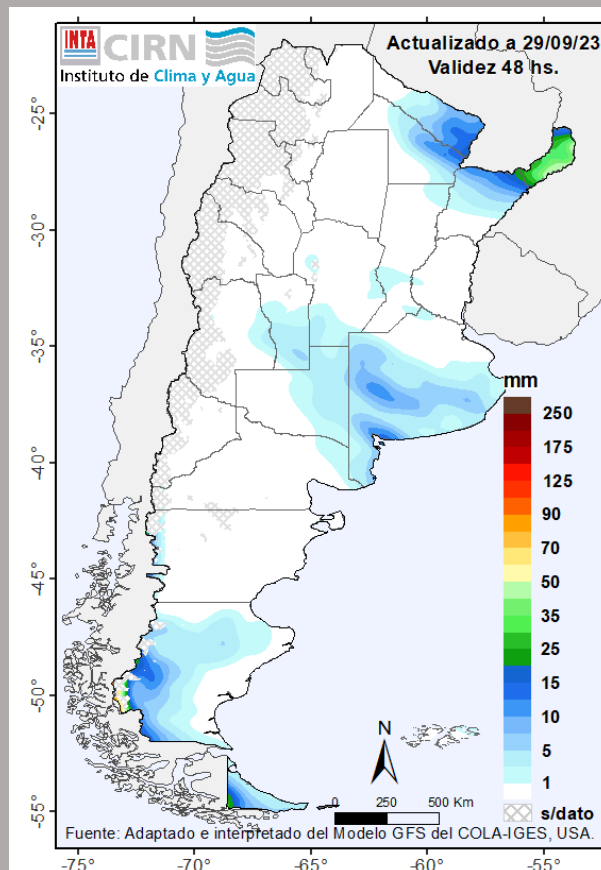 INTA CIRN
Instituto de Clima y Agua
Actualizado a 29/09/23
Validez 48 hs.
-25°
-30°
-35°
-40°
-45°
-50°
-55°
mm
250
175
125
90
70
50
35
25
15
10
5
1
s/dato
N
0 250 500 Km
Fuente: Adaptado e interpretado del Modelo GFS del COLA-IGES, USA.
-75° -70° -65° -60° -55°